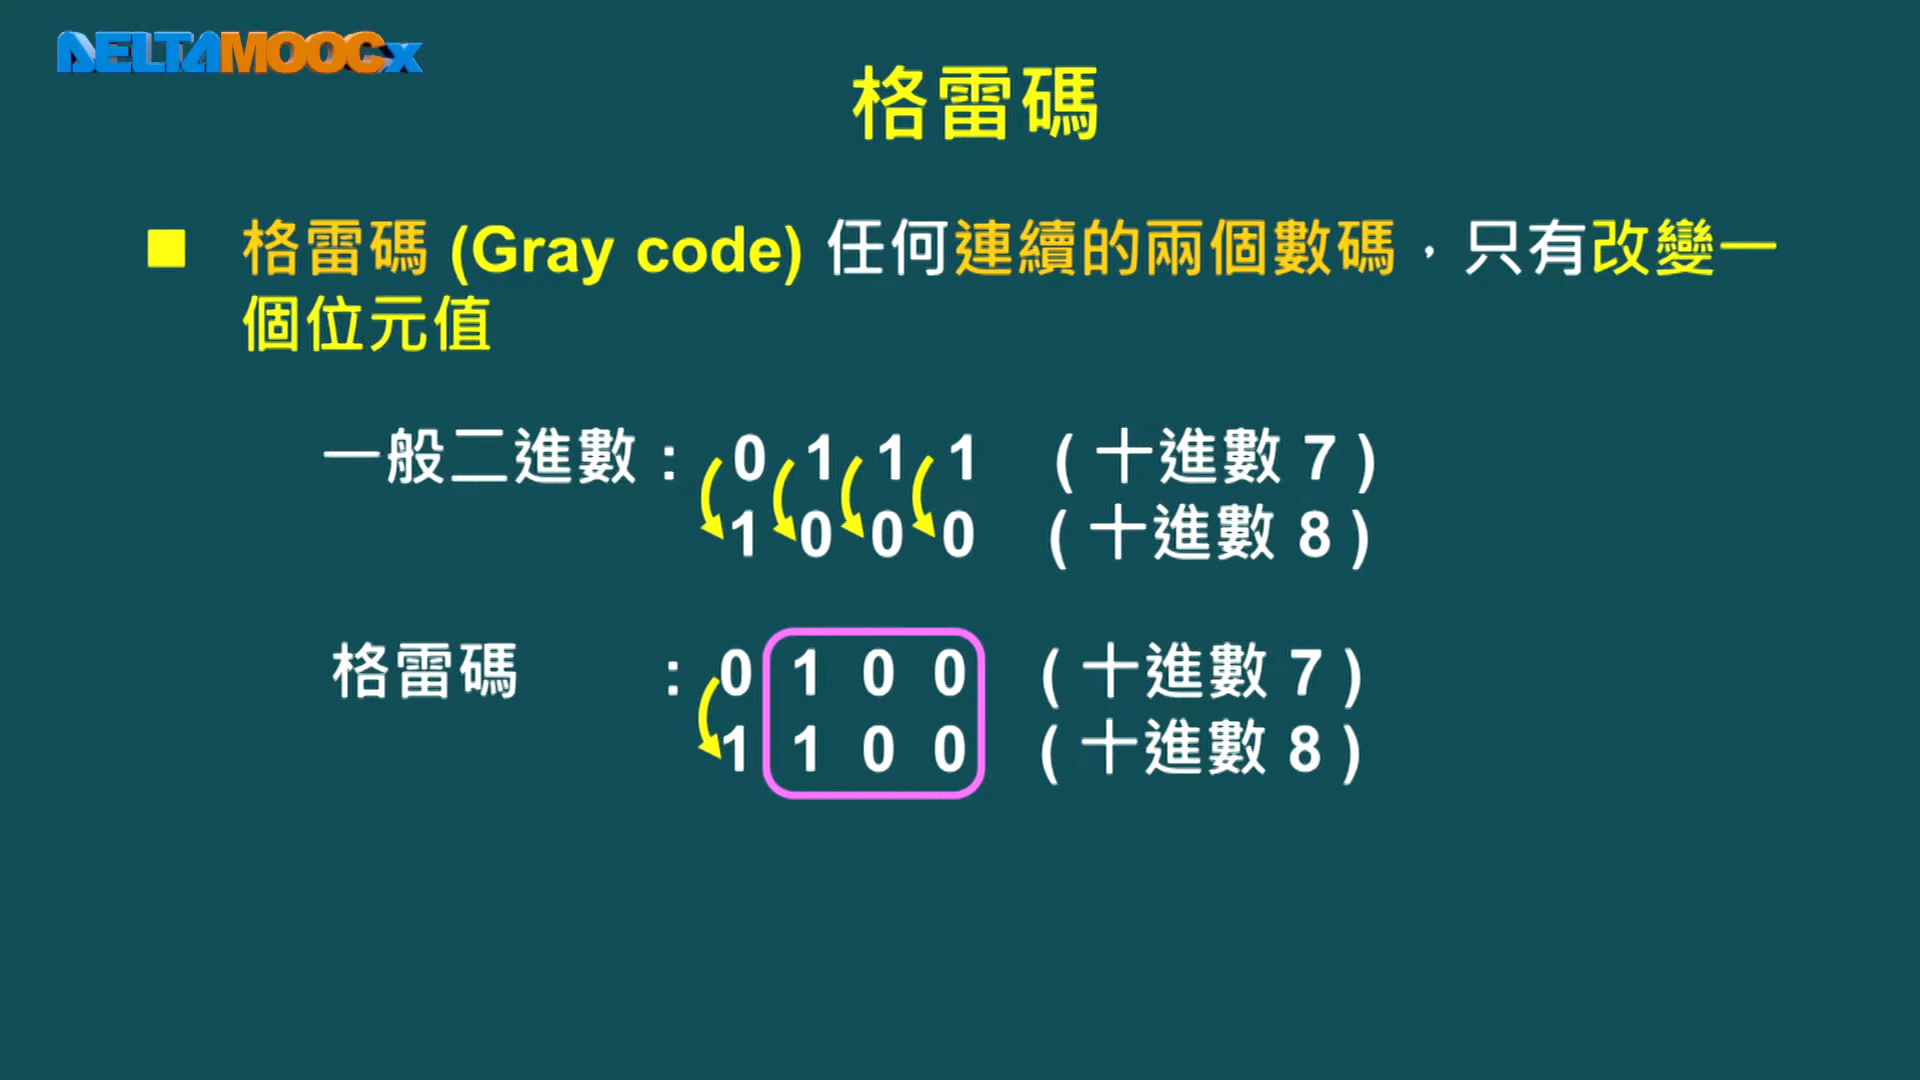 DELTAMOOCx
格雷碼
格雷碼 (Gray code) 任何連續的兩個數碼，只有改變一
個位元值
一般二進數： 0 1 1 1 ( 十進數 7 )
1 0 0 0 ( 十進數 8 )
格雷碼 ： 0 1 0 0 ( 十進數 7 )
1 1 0 0 ( 十進數 8 )